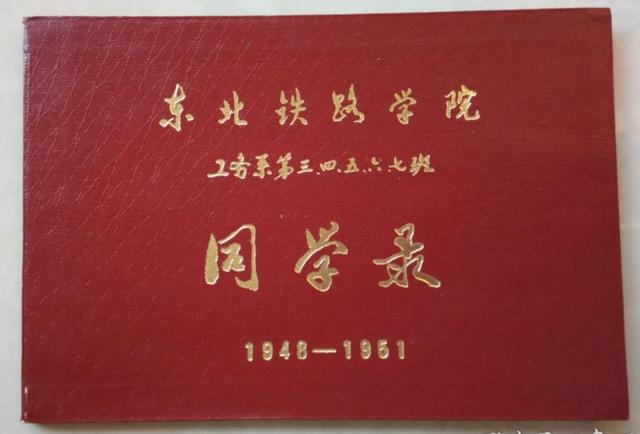 东北铁路学院
工务系第三.四.五.六.七班
同学录
1948—1951